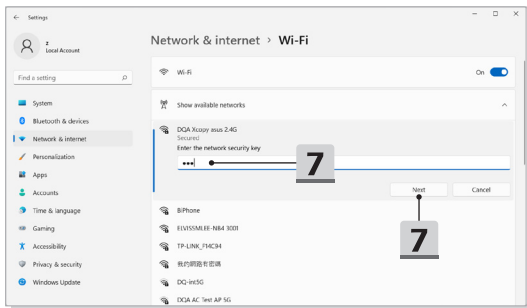 Settings
z
Local Account
Find a setting
System
Bluetooth & devices
Network & internet
Personalization
Apps
Accounts
Time & language
Gaming
Accessibility
Privacy & security
Windows Update
Network & internet > Wi-Fi
Wi-Fi
On
Show available networks
DQA Xcopy asus 2.4G
Secured
Enter the network security key
•••
7
Next
Cancel
7
BiPhone
ELVISSMLEE-N84 3001
TP-LINK_F14C94
我的網路有密碼
DQ-int5G
DQA AC Test AP 5G